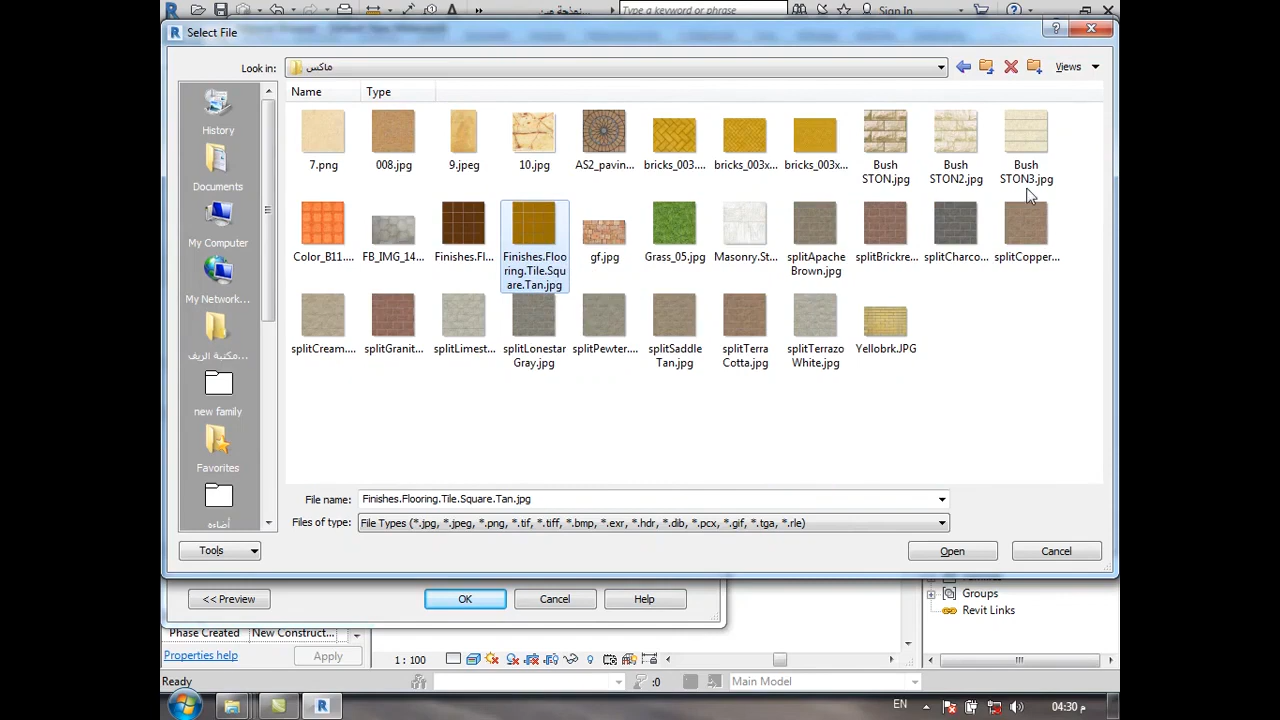 Type a keyword or phrase
Sign In
Select File
Look in:
ماكس
Views
Name
Type
History
Documents
My Computer
My Network...
مكتبة الريف...
new family
Favorites
أضاءه
7.png
008.jpg
9.jpeg
10.jpg
AS2_pavin...
bricks_003....
bricks_003x...
bricks_003x...
Bush
STON.jpg
Bush
STON2.jpg
Bush
STON3.jpg
Color_B11....
FB_IMG_14...
Finishes.Fl...
Finishes.Floo
ring.Tile.Squ
are.Tan.jpg
gf.jpg
Grass_05.jpg
Masonry.St...
splitApache
Brown.jpg
splitBrickre...
splitCharco...
splitCopper...
splitCream....
splitGranit...
splitLimest...
splitLonestar
Gray.jpg
splitPewter....
splitSaddle
Tan.jpg
splitTerra
Cotta.jpg
splitTerrazo
White.jpg
Yellobrk.JPG
File name:
Finishes.Flooring.Tile.Square.Tan.jpg
Files of type:
File Types (*.jpg, *.jpeg, *.png, *.tif, *.tiff, *.bmp, *.exr, *.hdr, *.dib, *.pcx, *.gif, *.tga, *.rle)
Tools
Open
Cancel
<< Preview
OK
Cancel
Help
Groups
Revit Links
Phase Created
New Construct...
Properties help
Apply
1 : 100
Ready
:0
Main Model
EN
04:30 م